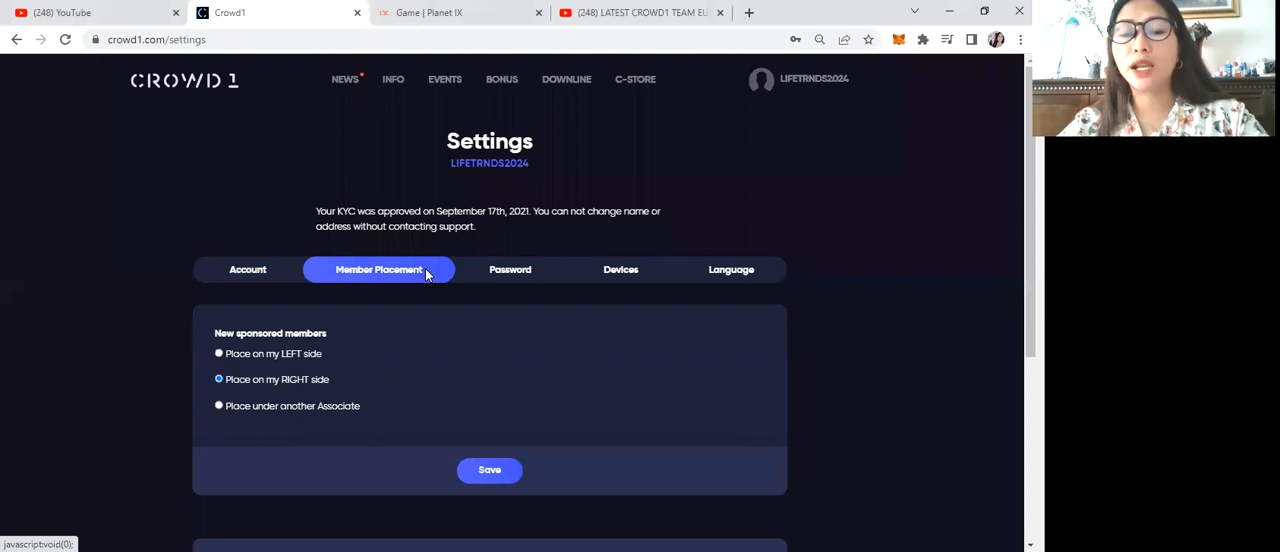 (248) YouTube
Crowd1
Game | Planet IX
(248) LATEST CROWD1 TEAM EU
crowd1.com/settings
CROWD1
NEWS INFO EVENTS BONUS DOWNLINE C-STORE
LIFETRNDS2024
Settings
LIFETRNDS2024
Your KYC was approved on September 17th, 2021. You can not change name or
address without contacting support.
Account Member Placement Password Devices Language
New sponsored members
Place on my LEFT side
Place on my RIGHT side
Place under another Associate
Save
javascript:void(0);